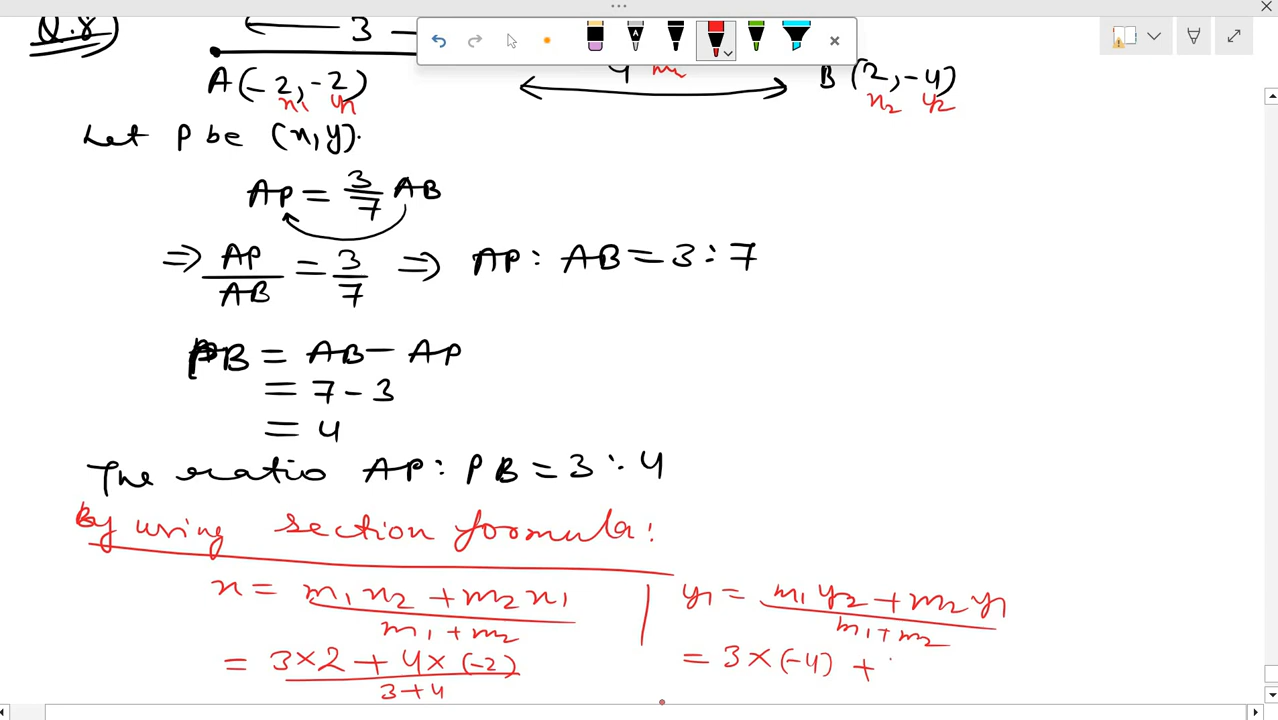 Q.8
3
4 m₂
A (-2, -2) B (2, -4)
x₁ y₁ x₂ y₂
Let P be (x, y).
AP = 3/7 AB
⇒ AP/AB = 3/7 ⇒ AP : AB = 3 : 7
PB = AB - AP
= 7 - 3
= 4
The ratio AP : PB = 3 : 4
By using section formula:
x = (m₁x₂ + m₂x₁)/(m₁ + m₂) | y₁ = (m₁y₂ + m₂y₁)/(m₁ + m₂)
= (3×2 + 4×(-2))/(3+4) = 3×(-4) +